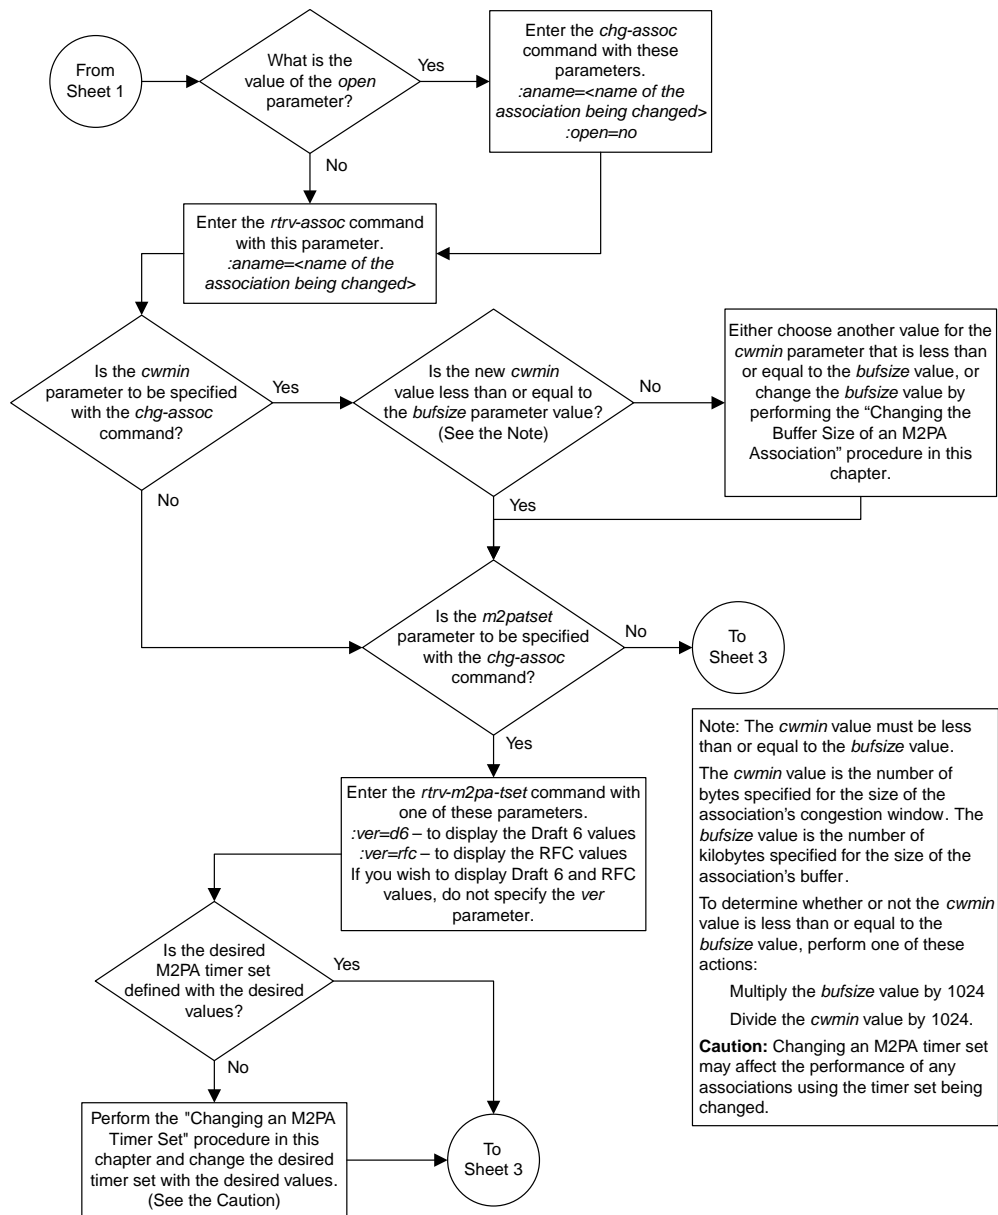 From
Sheet 1
What is the
value of the open
parameter?
Yes
No
Enter the chg-assoc
command with these
parameters.
:aname=<name of the
association being changed>
:open=no
Enter the rtrv-assoc command
with this parameter.
:aname=<name of the
association being changed>
Is the cwmin
parameter to be specified
with the chg-assoc
command?
Yes
No
Is the new cwmin
value less than or equal to
the bufsize parameter value?
(See the Note)
No
Yes
Either choose another value for the
cwmin parameter that is less than
or equal to the bufsize value, or
change the bufsize value by
performing the “Changing the
Buffer Size of an M2PA
Association” procedure in this
chapter.
Is the m2patset
parameter to be specified
with the chg-assoc
command?
No
Yes
To
Sheet 3
Enter the rtrv-m2pa-tset command with
one of these parameters.
:ver=d6 – to display the Draft 6 values
:ver=rfc – to display the RFC values
If you wish to display Draft 6 and RFC
values, do not specify the ver
parameter.
Is the desired
M2PA timer set
defined with the desired
values?
Yes
No
Perform the "Changing an M2PA
Timer Set" procedure in this
chapter and change the desired
timer set with the desired values.
(See the Caution)
To
Sheet 3
Note: The cwmin value must be less
than or equal to the bufsize value.
The cwmin value is the number of
bytes specified for the size of the
association’s congestion window. The
bufsize value is the number of
kilobytes specified for the size of the
association’s buffer.
To determine whether or not the cwmin
value is less than or equal to the
bufsize value, perform one of these
actions:
Multiply the bufsize value by 1024
Divide the cwmin value by 1024.
Caution: Changing an M2PA timer set
may affect the performance of any
associations using the timer set being
changed.